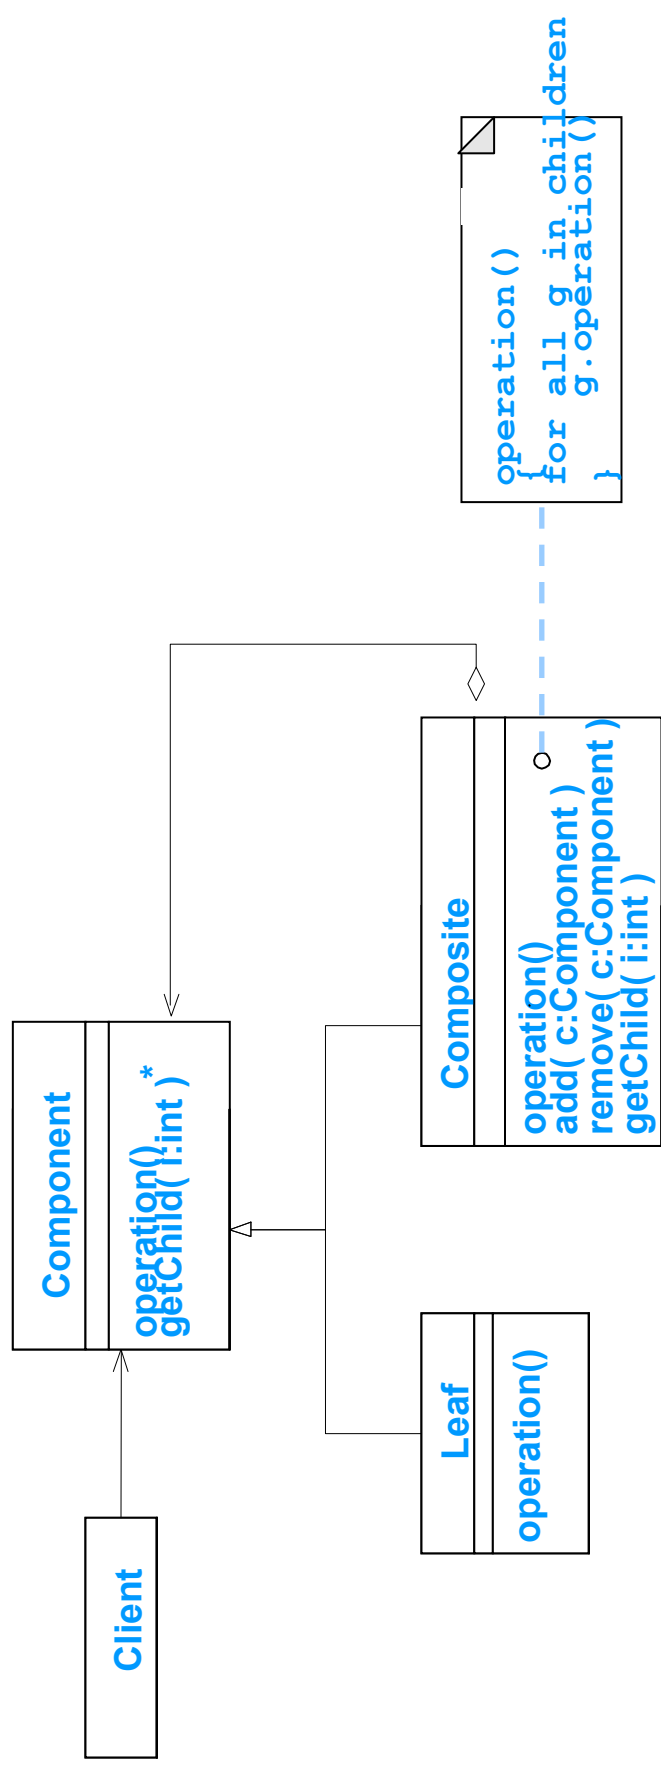 Client
Component
operation()
getChild( i:int )
*
Leaf
operation()
Composite
operation()
add( c:Component )
remove( c:Component )
getChild( i:int )
operation()
{
for all g in children
g.operation()
}